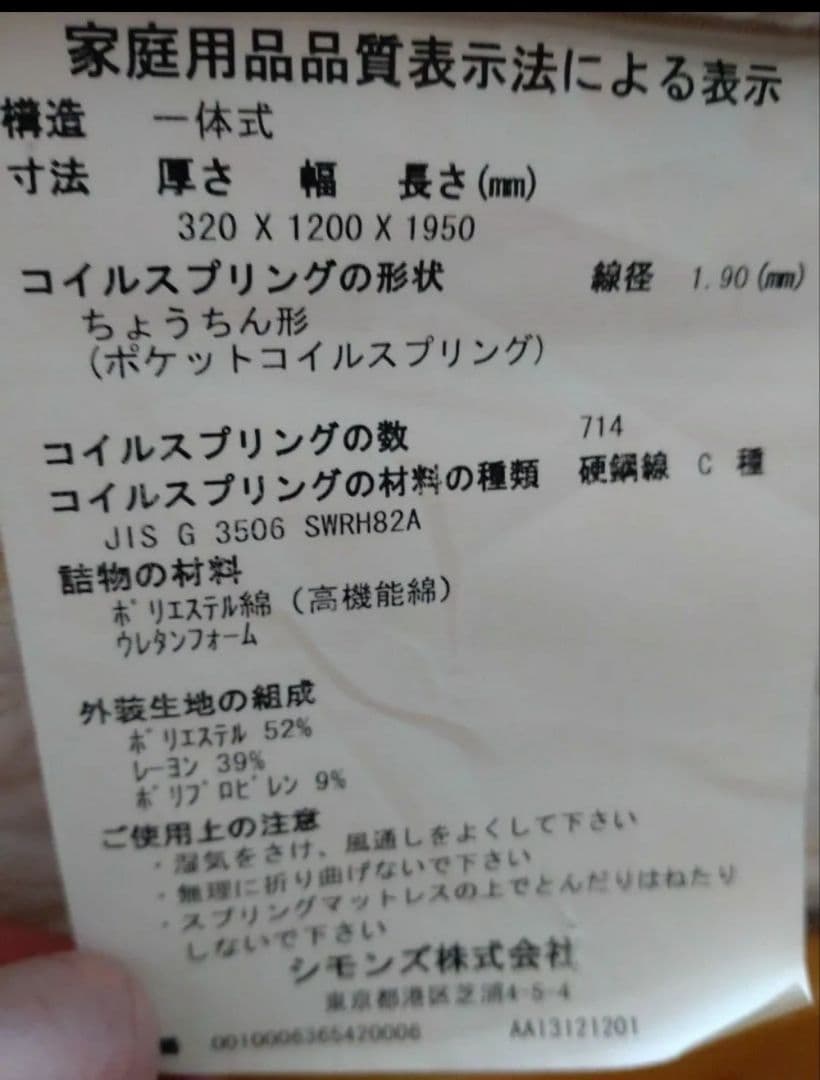 家庭用品品質表示法による表示
構造 一体式
寸法 厚さ 幅 長さ(mm)
320 X 1200 X 1950
コイルスプリングの形状 線径 1.90(mm)
ちょうちん形
(ポケットコイルスプリング)
コイルスプリングの数 714
コイルスプリングの材料の種類 硬鋼線 C 種
JIS G 3506 SWRH82A
詰物の材料
ポリエステル綿 (高機能綿)
ウレタンフォーム
外装生地の組成
ポリエステル 52%
レーヨン 39%
ポリプロピレン 9%
ご使用上の注意
・湿気をさけ、風通しをよくして下さい
・無理に折り曲げないで下さい
・スプリングマットレスの上でとんだりはねたり
しないで下さい
シモンズ株式会社
東京都港区芝浦4-5-4
0010006365420006 AA13121201